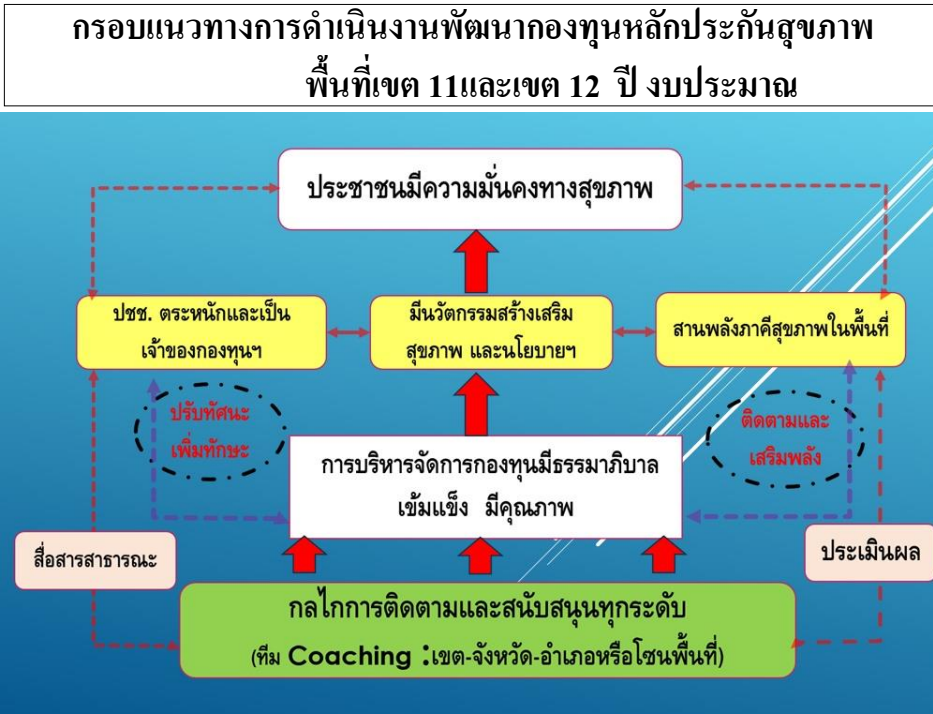 กรอบแนวทางการดำเนินงานพัฒนากองทุนหลักประกันสุขภาพ
พื้นที่เขต 11และเขต 12 ปี งบประมาณ
ประชาชนมีความมั่นคงทางสุขภาพ
ปชช. ตระหนักและเป็น
เจ้าของกองทุนฯ
มีนวัตกรรมสร้างเสริม
สุขภาพ และนโยบายฯ
สานพลังภาคีสุขภาพในพื้นที่
ปรับทัศนะ
เพิ่มทักษะ
ติดตามและ
เสริมพลัง
การบริหารจัดการกองทุนมีธรรมาภิบาล
เข้มแข็ง มีคุณภาพ
สื่อสารสาธารณะ
ประเมินผล
กลไกการติดตามและสนับสนุนทุกระดับ
(ทีม Coaching :เขต-จังหวัด-อำเภอหรือโซนพื้นที่)